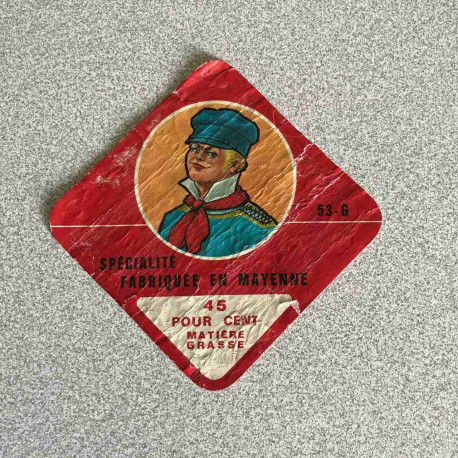 53-G
SPÉCIALITÉ
FABRIQUÉE EN MAYENNE
45
POUR CENT
MATIÈRE
GRASSE